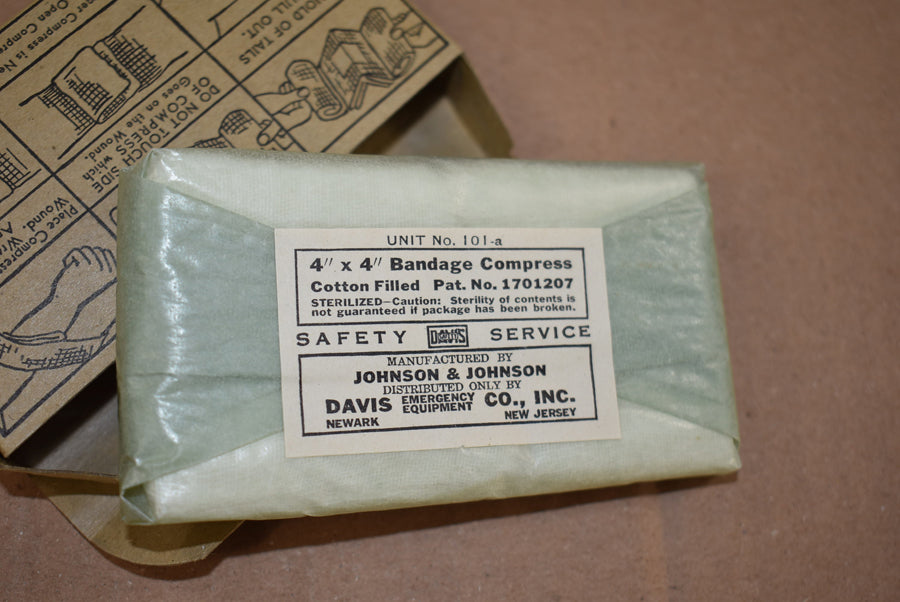 UNIT No. 101-a
4" x 4" Bandage Compress
Cotton Filled Pat. No. 1701207
STERILIZED—Caution: Sterility of contents is
not guaranteed if package has been broken.
SAFETY DAVIS SERVICE
MANUFACTURED BY
JOHNSON & JOHNSON
DISTRIBUTED ONLY BY
DAVIS EMERGENCY EQUIPMENT CO., INC.
NEWARK NEW JERSEY
HOLD OF TAILS
OUT.
Compress is
Open
DO NOT TOUCH SIDE
OF COMPRESS which
Goes on the Wound.
Place
Wound.